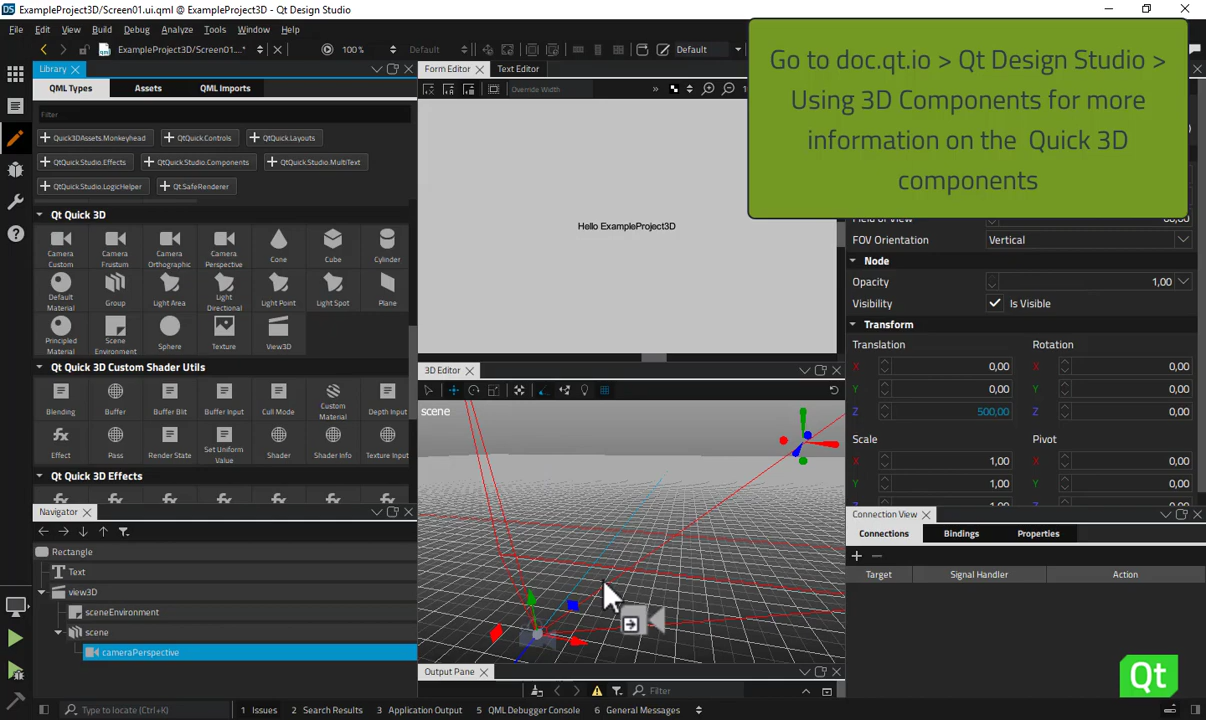 ExampleProject3D/Screen01.ui.qml @ ExampleProject3D - Qt Design Studio
File Edit View Build Debug Analyze Tools Window Help
ExampleProject3D/Screen01...* 100% Default Default
Library
QML Types Assets QML Imports
Filter
Quick3DAssets.Monkeyhead QtQuick.Controls QtQuick.Layouts
QtQuick.Studio.Effects QtQuick.Studio.Components QtQuick.Studio.MultiText
QtQuick.Studio.LogicHelper Qt.SafeRenderer
Qt Quick 3D
Camera Custom
Camera Frustum
Camera Orthographic
Camera Perspective
Cone
Cube
Cylinder
Default Material
Group
Light Area
Light Directional
Light Point
Light Spot
Plane
Principled Material
Scene Environment
Sphere
Texture
View3D
Qt Quick 3D Custom Shader Utils
Blending
Buffer
Buffer Blit
Buffer Input
Cull Mode
Custom Material
Depth Input
Effect
Pass
Render State
Set Uniform Value
Shader
Shader Info
Texture Input
Qt Quick 3D Effects
Navigator
Rectangle
Text
view3D
sceneEnvironment
scene
cameraPerspective
Form Editor Text Editor
Override Width
Hello ExampleProject3D
3D Editor
scene
Output Pane
Filter
Go to doc.qt.io > Qt Design Studio >
Using 3D Components for more
information on the Quick 3D
components
FOV Orientation Vertical
Node
Opacity 1,00
Visibility Is Visible
Transform
Translation Rotation
X 0,00 X 0,00
Y 0,00 Y 0,00
Z 500,00 Z 0,00
Scale Pivot
X 1,00 X 0,00
Y 1,00 Y 0,00
Connection View
Connections Bindings Properties
Target Signal Handler Action
Qt
Type to locate (Ctrl+K) 1 Issues 2 Search Results 3 Application Output 5 QML Debugger Console 6 General Messages